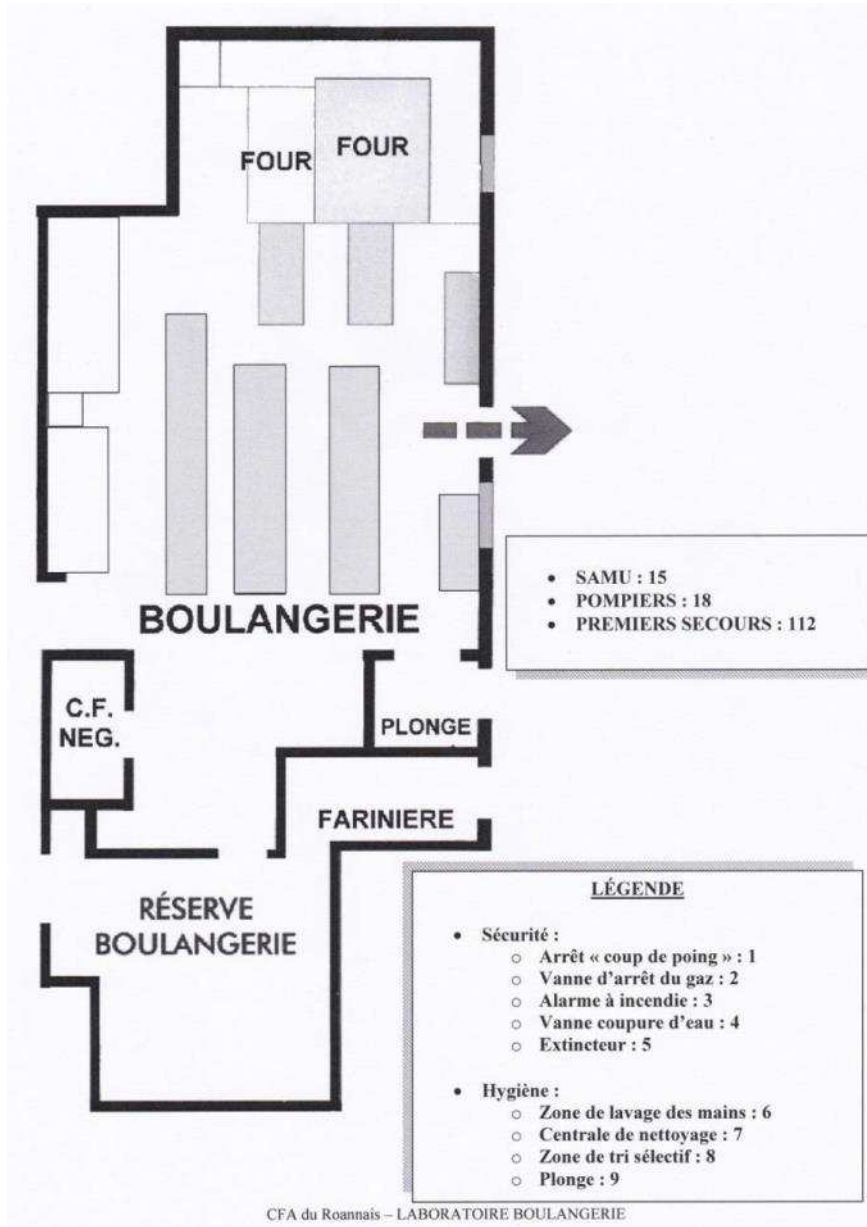 FOUR
FOUR
BOULANGERIE
C.F.
NEG.
PLONGE
FARINIERE
RÉSERVE
BOULANGERIE
• SAMU : 15
• POMPIERS : 18
• PREMIERS SECOURS : 112
LÉGENDE
• Sécurité :
o Arrêt « coup de poing » : 1
o Vanne d'arrêt du gaz : 2
o Alarme à incendie : 3
o Vanne coupure d'eau : 4
o Extincteur : 5
• Hygiène :
o Zone de lavage des mains : 6
o Centrale de nettoyage : 7
o Zone de tri sélectif : 8
o Plonge : 9
CFA du Roannais – LABORATOIRE BOULANGERIE